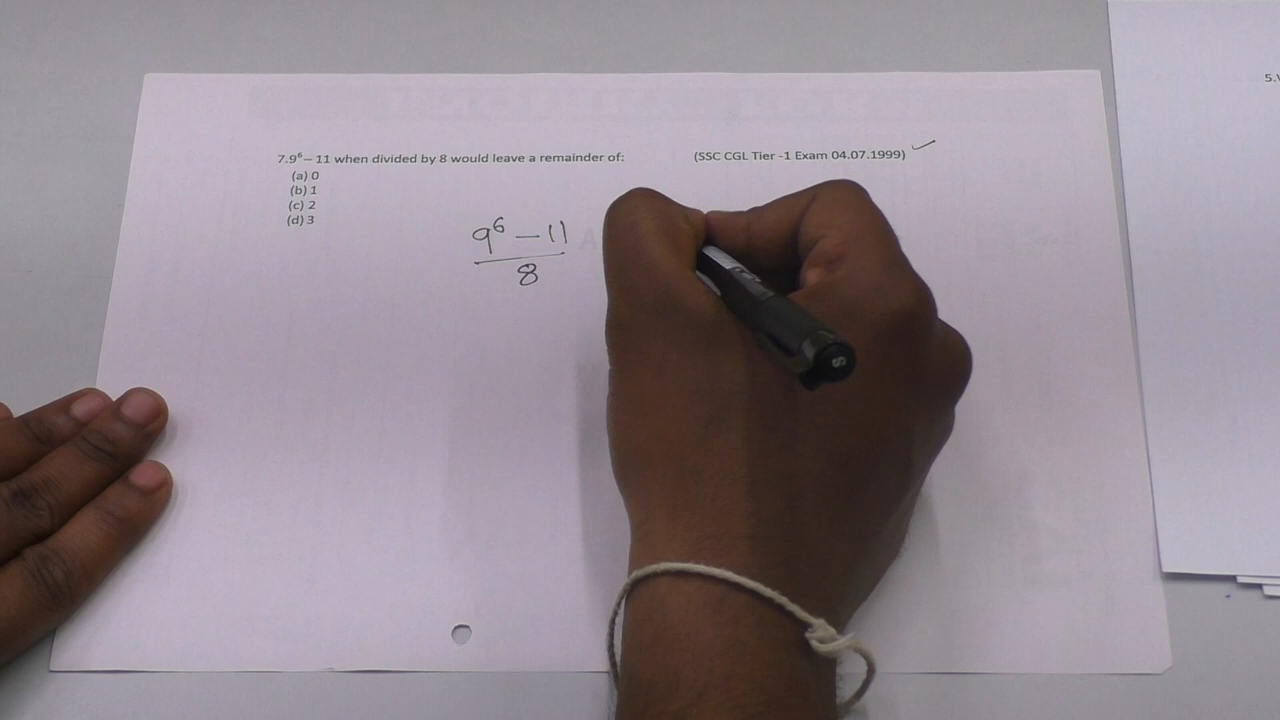 7.9⁶– 11 when divided by 8 would leave a remainder of: (SSC CGL Tier -1 Exam 04.07.1999)
(a) 0
(b) 1
(c) 2
(d) 3
9⁶ – 11
8
5.